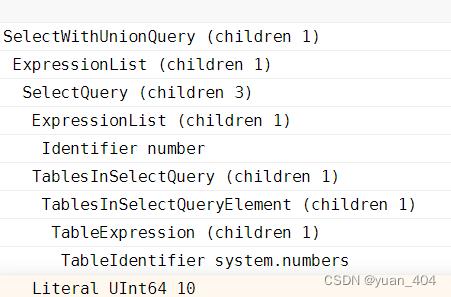 SelectWithUnionQuery (children 1)
ExpressionList (children 1)
SelectQuery (children 3)
ExpressionList (children 1)
Identifier number
TablesInSelectQuery (children 1)
TablesInSelectQueryElement (children 1)
TableExpression (children 1)
TableIdentifier system.numbers
Literal UInt64 10
CSDN @yuan_404